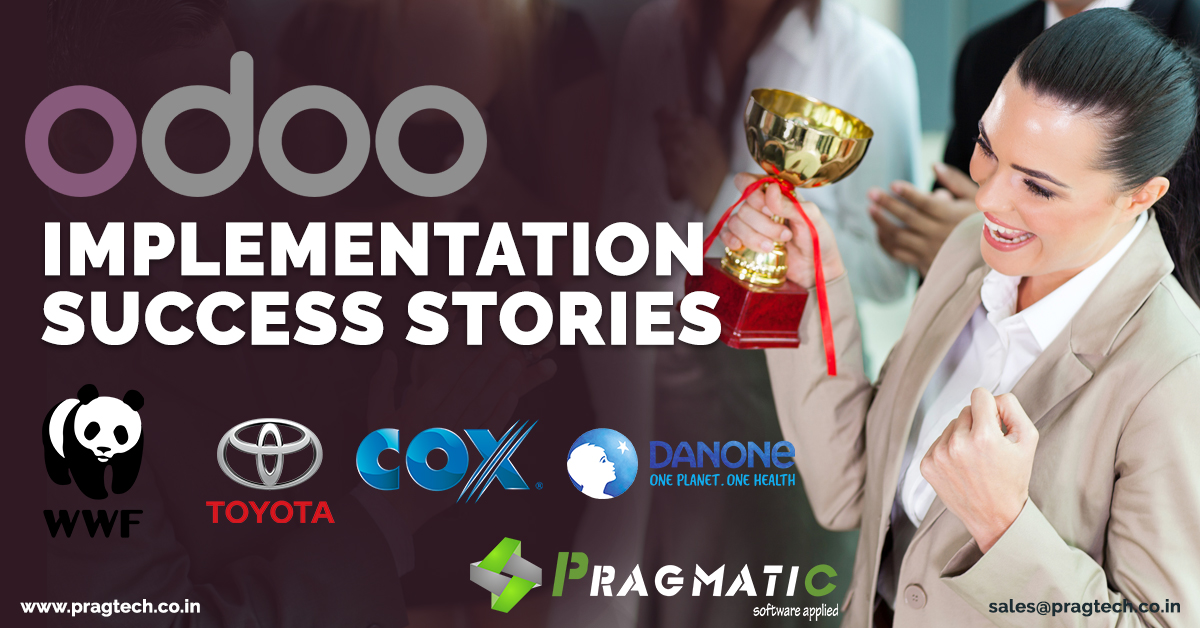 odoo
IMPLEMENTATION
SUCCESS STORIES
WWF
TOYOTA
COX
DANONE
ONE PLANET. ONE HEALTH
PRAGMATIC
software applied
www.pragtech.co.in
sales@pragtech.co.in